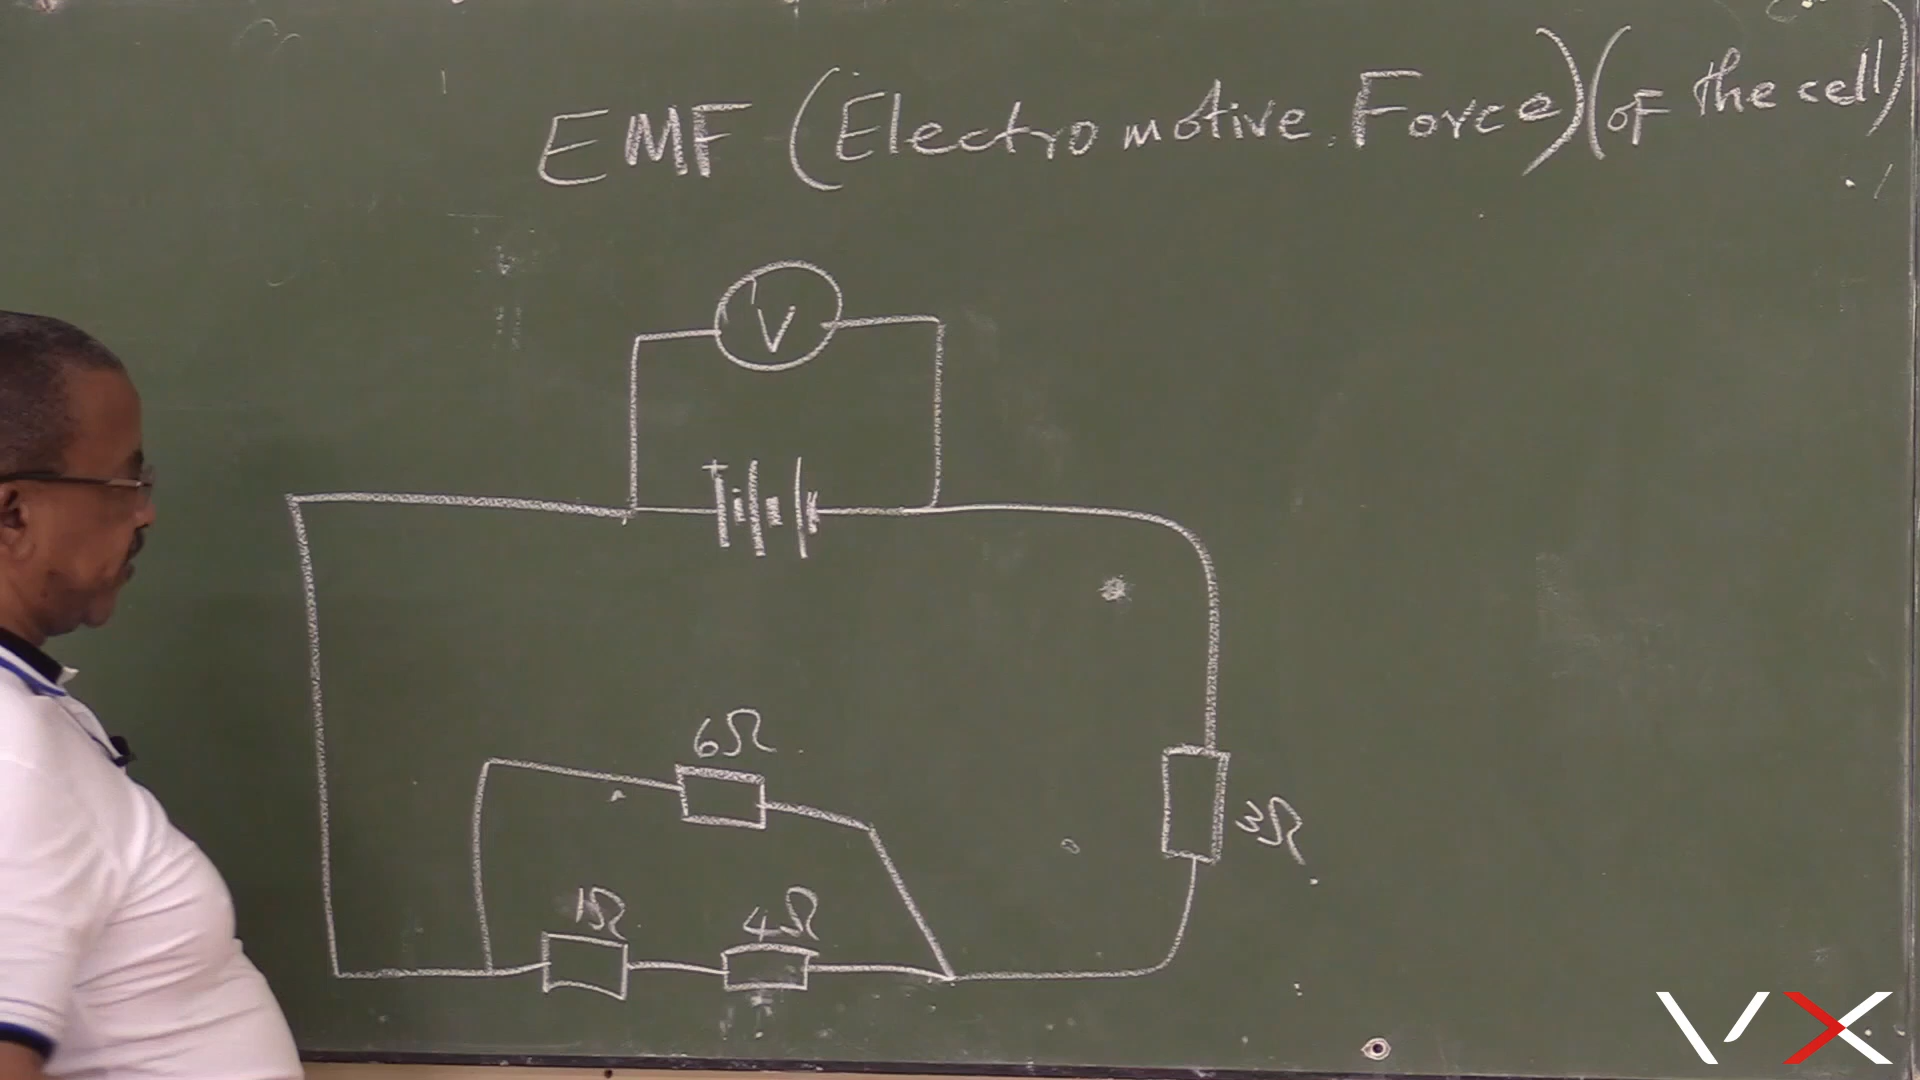 EMF (Electromotive Force) (of the cell)
V
+
6Ω
3Ω
1Ω 4Ω
VX